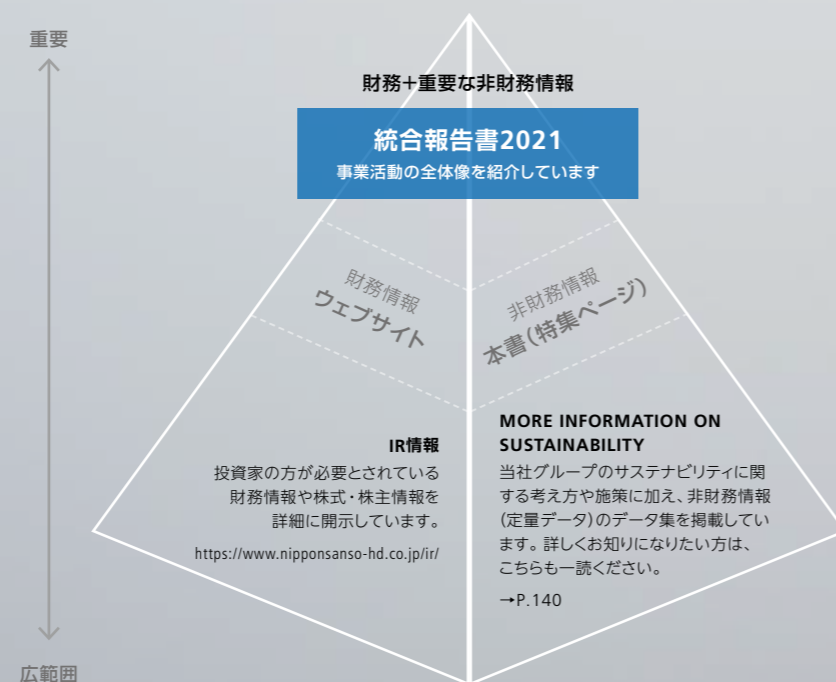 重要
財務+重要な非財務情報
統合報告書2021
事業活動の全体像を紹介しています
財務情報
ウェブサイト
非財務情報
本書(特集ページ)
IR情報
投資家の方が必要とされている
財務情報や株式・株主情報を
詳細に開示しています。
https://www.nipponsanso-hd.co.jp/ir/
MORE INFORMATION ON
SUSTAINABILITY
当社グループのサステナビリティに関
する考え方や施策に加え、非財務情報
(定量データ)のデータ集を掲載してい
ます。詳しくお知りになりたい方は、
こちらも一読ください。
→P.140
広範囲